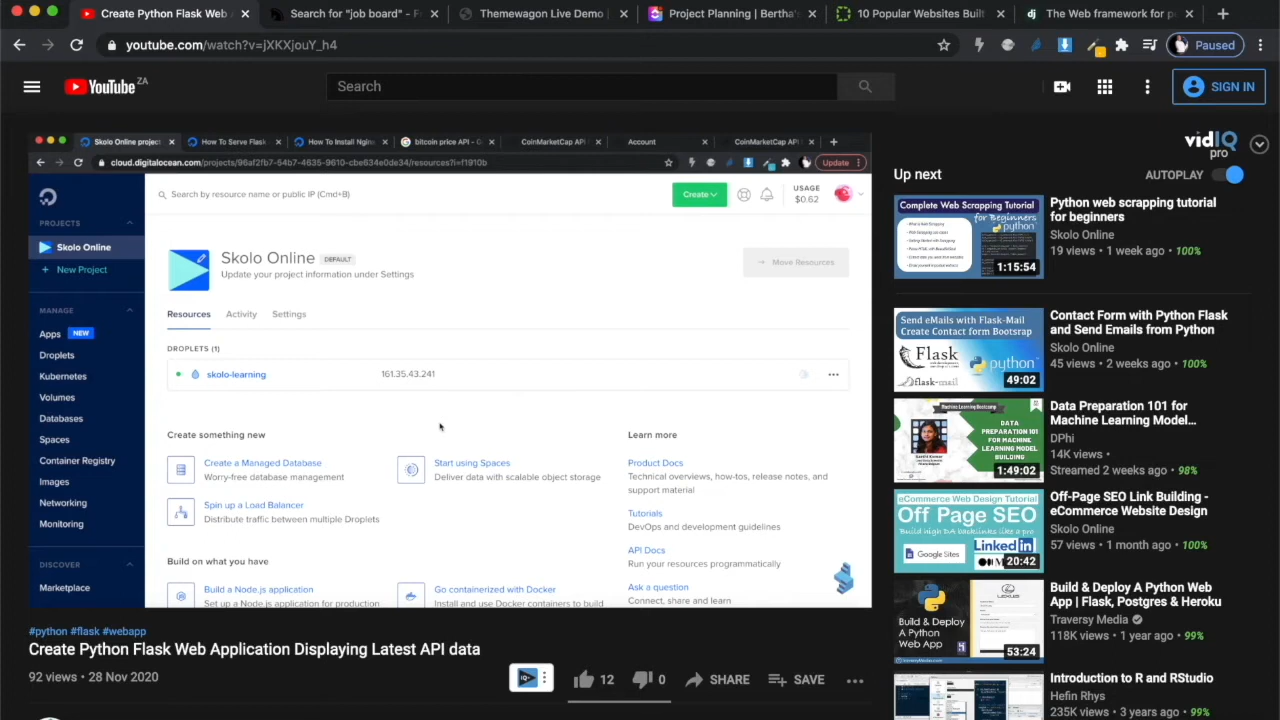 Create Python Flask Web
Search for "job board" - F
Themewagon Live Demo
Project Planning | Bertha's
10 Popular Websites Built
The Web framework for pe
youtube.com/watch?v=jXKXjouY_h4
Paused
YouTube ZA
Search
SIGN IN
Skolo Online project
How To Serve Flask
How To Install Nginx
bitcoin price API - G
CoinMarketCap API
Account
CoinMarketCap API
cloud.digitalocean.com/projects/96af2fb7-54b7-4635-9610-cbe634e0de34/resources?i=f1910b
Update
PROJECTS
Skolo Online
+ New Project
MANAGE
Apps NEW
Droplets
Kubernetes
Volumes
Databases
Spaces
Container Registry
Images
Networking
Monitoring
DISCOVER
Marketplace
Search by resource name or public IP (Cmd+B)
Create
USAGE
$0.62
Skolo Online DEFAULT
Update your project information under Settings
Move Resources
Resources Activity Settings
DROPLETS (1)
skolo-learning 161.35.43.241
Create something new
Create a Managed Database
Worry-free database management
Start using Spaces
Deliver data with scalable object storage
Spin up a Load Balancer
Distribute traffic between multiple Droplets
Build on what you have
Build a Node.js application
Set up a Node.js application for production
Go containerized with Docker
Install and use Docker containers to build
Learn more
Product Docs
Technical overviews, how-tos, release notes, and
support material
Tutorials
DevOps and development guidelines
API Docs
Run your resources programmatically
Ask a question
Connect, share and learn
#python #flask #webapp
Create Python Flask Web Application Displaying Latest API data
92 views • 28 Nov 2020
IQ
12
0
SHARE
SAVE
vidIQ
pro
Up next
AUTOPLAY
Complete Web Scrapping Tutorial
for Beginners
python
1:15:54
Python web scrapping tutorial
for beginners
Skolo Online
19 views • 1 week ago • 100%
Send eMails with Flask-Mail
Create Contact form Bootsrap
Flask
python
flask-mail
49:02
Contact Form with Python Flask
and Send Emails from Python
Skolo Online
45 views • 2 weeks ago • 100%
Machine Learning Bootcamp
DATA
PREPARATION 101
FOR MACHINE
LEARNING MODEL
BUILDING
1:49:02
Data Preparation 101 for
Machine Learning Model...
DPhi
14K views •
Streamed 2 weeks ago • 98%
eCommerce Web Design Tutorial
Off Page SEO
Build high DA backlinks like a pro
Google Sites
LinkedIn
20:42
Off-Page SEO Link Building -
eCommerce Website Design
Skolo Online
57 views • 1 month ago • 100%
LEXUS
Build & Deploy
A Python
Web App
53:24
Build & Deploy A Python Web
App | Flask, Postgres & Heroku
Traversy Media
118K views • 1 year ago • 99%
Introduction to R and RStudio
Hefin Rhys
235K views • 3 years ago • 99%